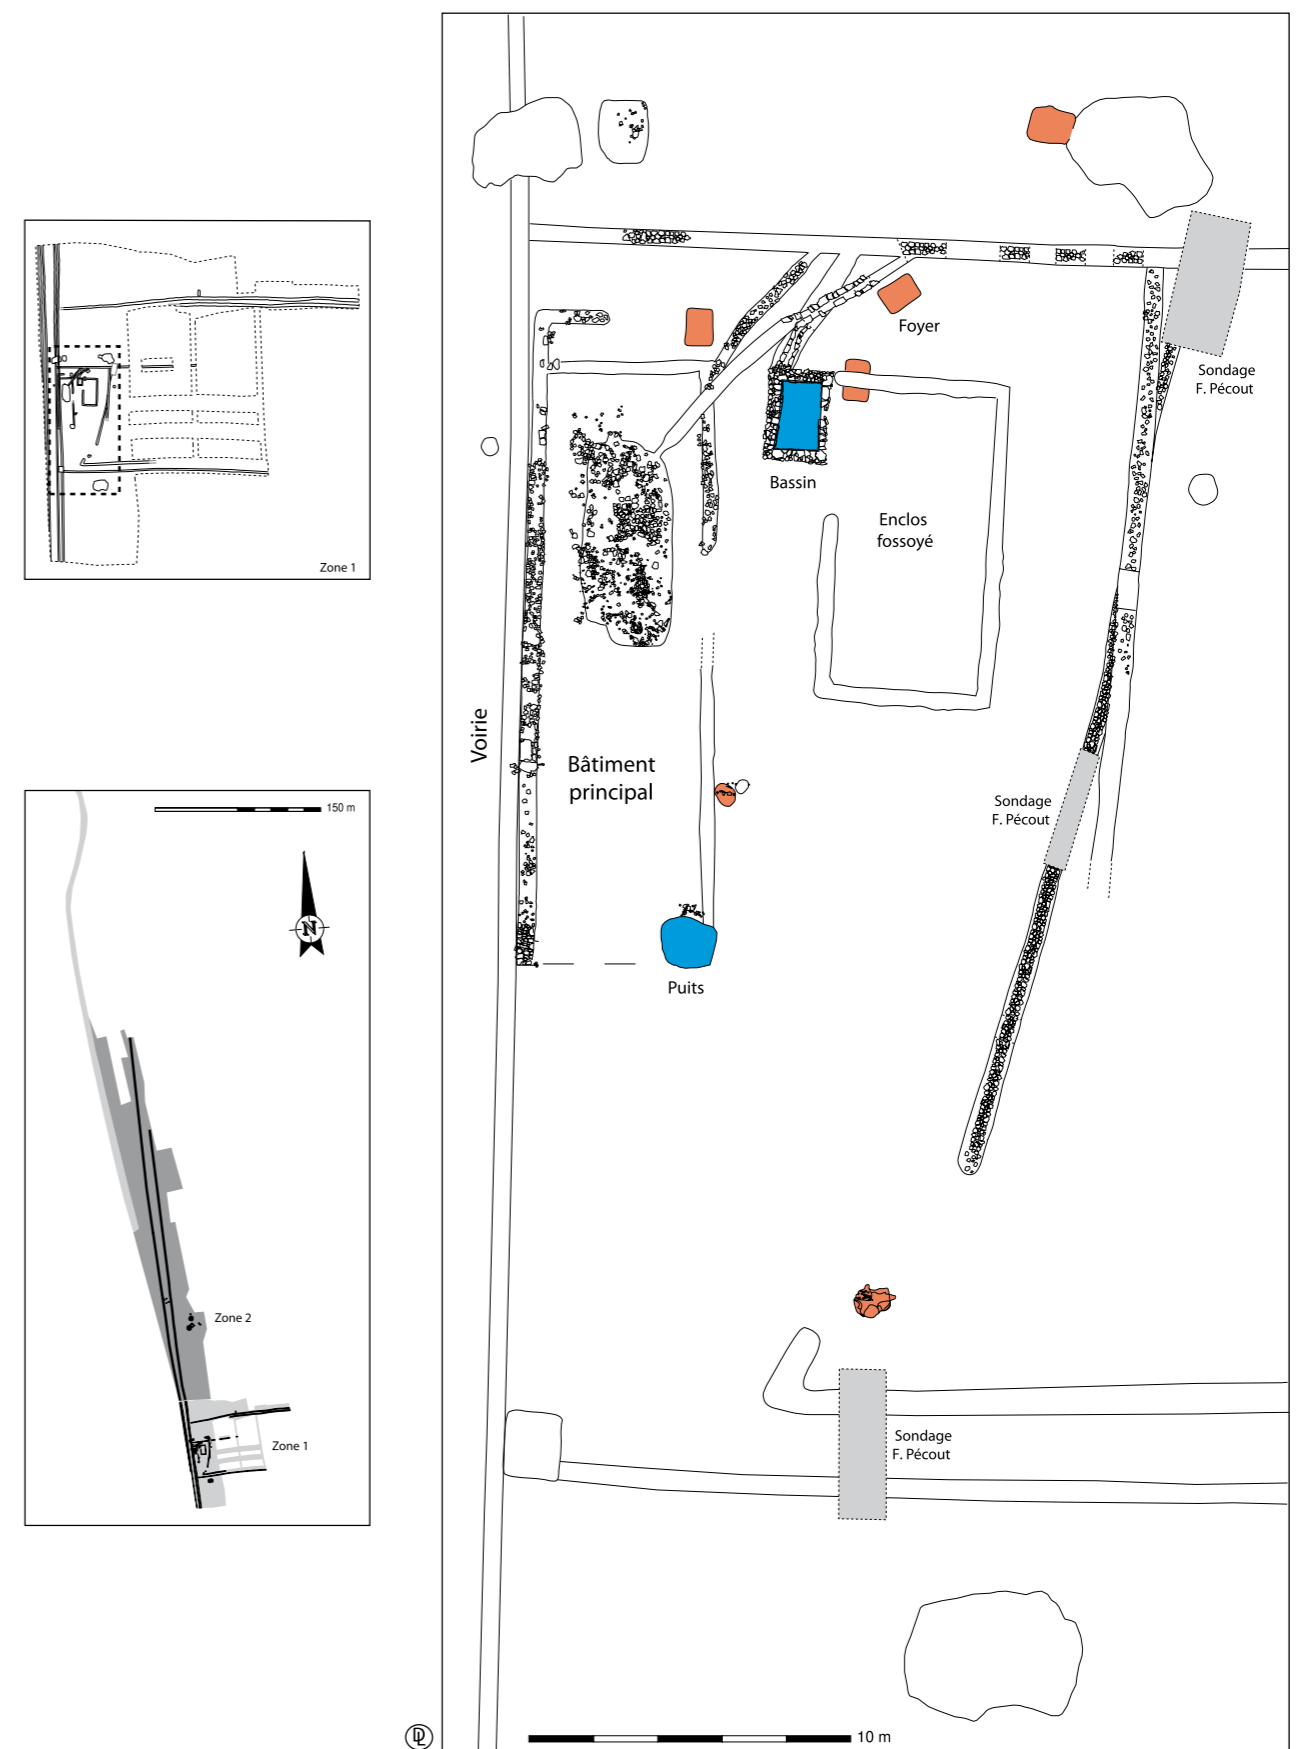 Zone 1
150 m
N
Zone 2
Zone 1
Foyer
Sondage
F. Pécout
Bassin
Enclos
fossoyé
Voirie
Bâtiment
principal
Sondage
F. Pécout
Puits
Sondage
F. Pécout
10 m